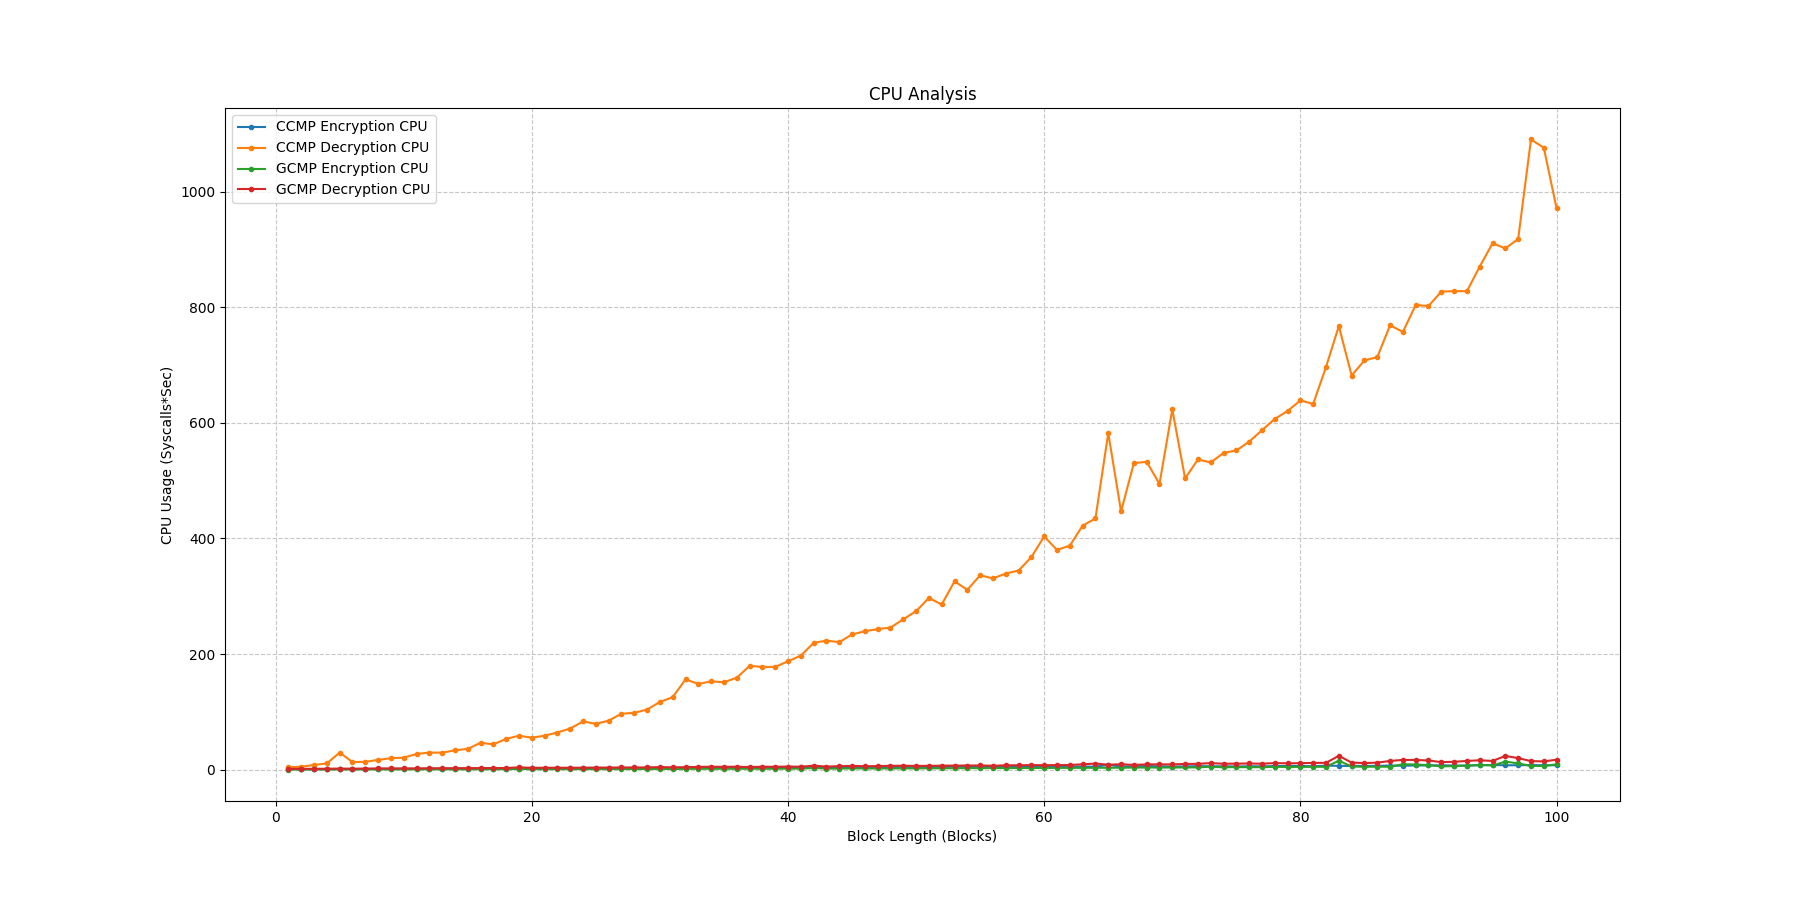 CPU Analysis
CCMP Encryption CPU
CCMP Decryption CPU
GCMP Encryption CPU
GCMP Decryption CPU
CPU Usage (Syscalls*Sec)
1000
800
600
400
200
0
0 20 40 60 80 100
Block Length (Blocks)